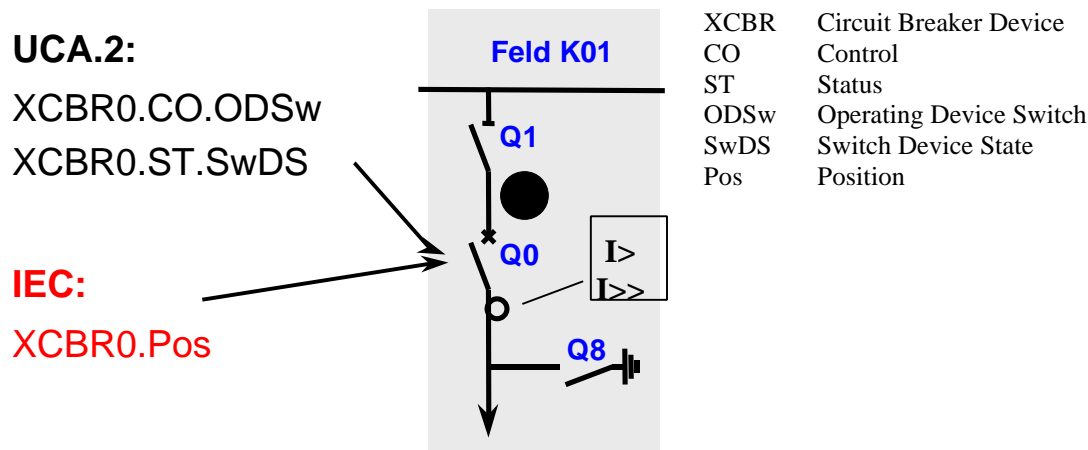 UCA.2:
XCBR0.CO.ODSw
XCBR0.ST.SwDS
IEC:
XCBR0.Pos
Feld K01
Q1
Q0
I>
I>>
Q8
XCBR Circuit Breaker Device
CO Control
ST Status
ODSw Operating Device Switch
SwDS Switch Device State
Pos Position